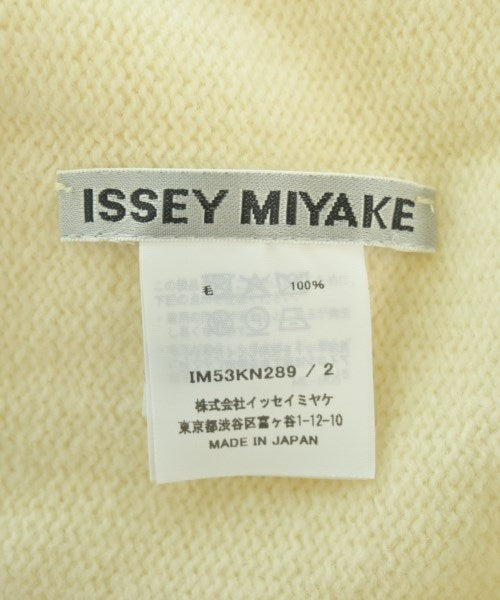 ISSEY MIYAKE
毛 100%
IM53KN289 / 2
株式会社イッセイミヤケ
東京都渋谷区富ヶ谷1-12-10
MADE IN JAPAN